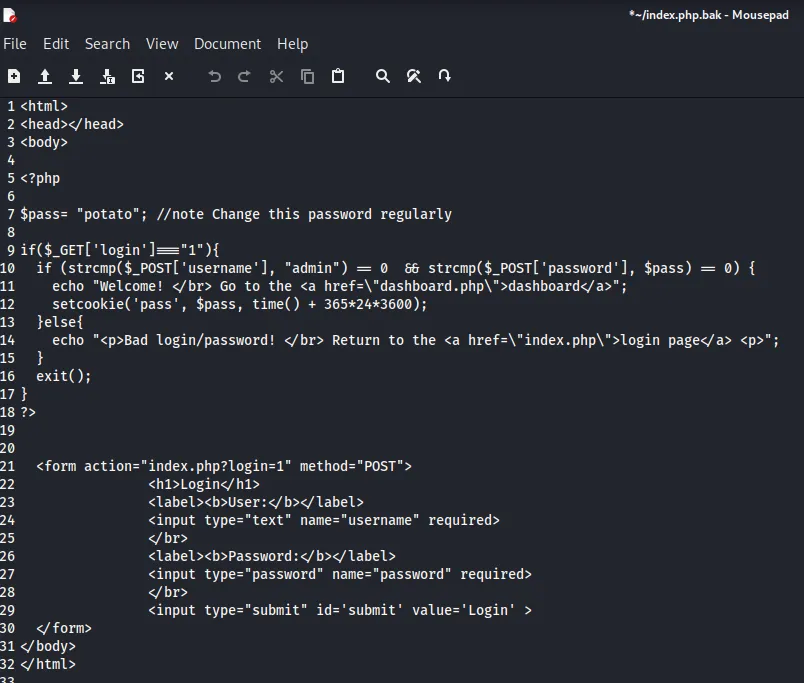 *~/index.php.bak - Mousepad
File Edit Search View Document Help
1 <html>
2 <head></head>
3 <body>
4
5 <?php
6
7 $pass= "potato"; //note Change this password regularly
8
9 if($_GET['login']==="1"){
10   if (strcmp($_POST['username'], "admin") == 0  && strcmp($_POST['password'], $pass) == 0) {
11     echo "Welcome! </br> Go to the <a href=\"dashboard.php\">dashboard</a>";
12     setcookie('pass', $pass, time() + 365*24*3600);
13   }else{
14     echo "<p>Bad login/password! </br> Return to the <a href=\"index.php\">login page</a> <p>";
15   }
16   exit();
17 }
18 ?>
19
20
21   <form action="index.php?login=1" method="POST">
22                 <h1>Login</h1>
23                 <label><b>User:</b></label>
24                 <input type="text" name="username" required>
25                 </br>
26                 <label><b>Password:</b></label>
27                 <input type="password" name="password" required>
28                 </br>
29                 <input type="submit" id='submit' value='Login' >
30   </form>
31 </body>
32 </html>
33